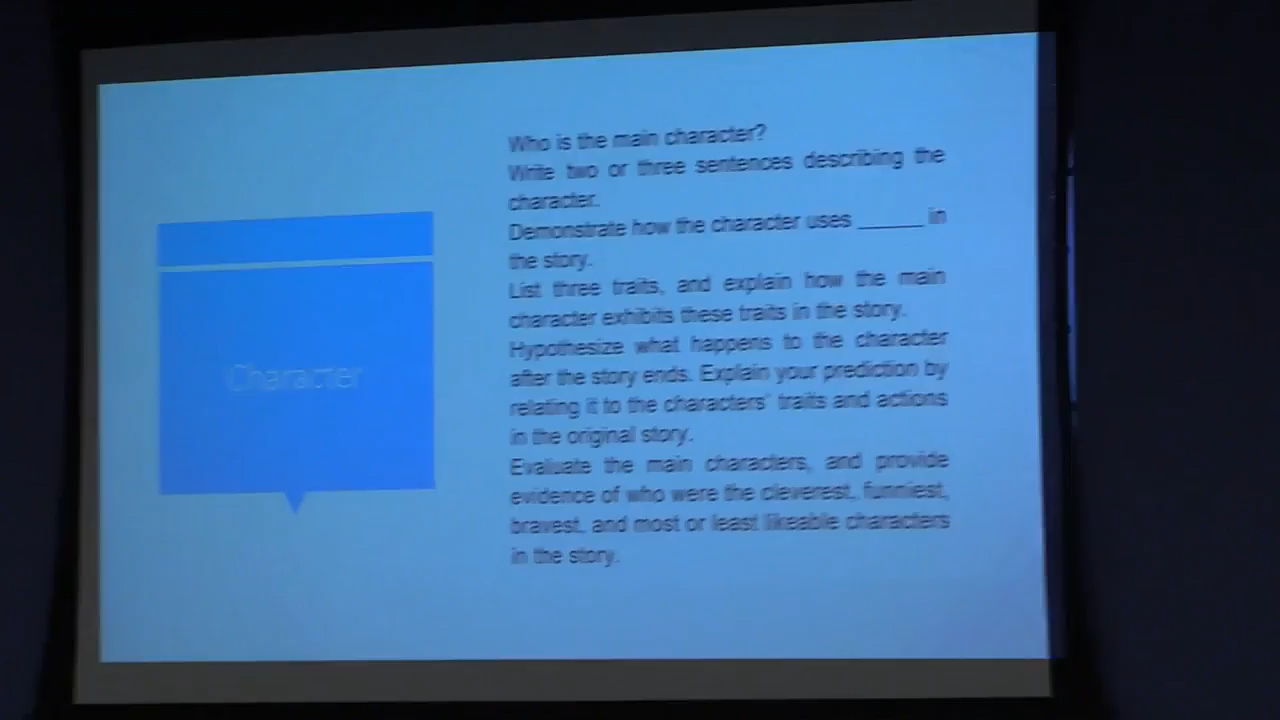 Character
Who is the main character?
Write two or three sentences describing the
character.
Demonstrate how the character uses ______ in
the story.
List three traits, and explain how the main
character exhibits these traits in the story.
Hypothesize what happens to the character
after the story ends. Explain your prediction by
relating it to the characters' traits and actions
in the original story.
Evaluate the main characters, and provide
evidence of who were the cleverest, funniest,
bravest, and most or least likeable characters
in the story.